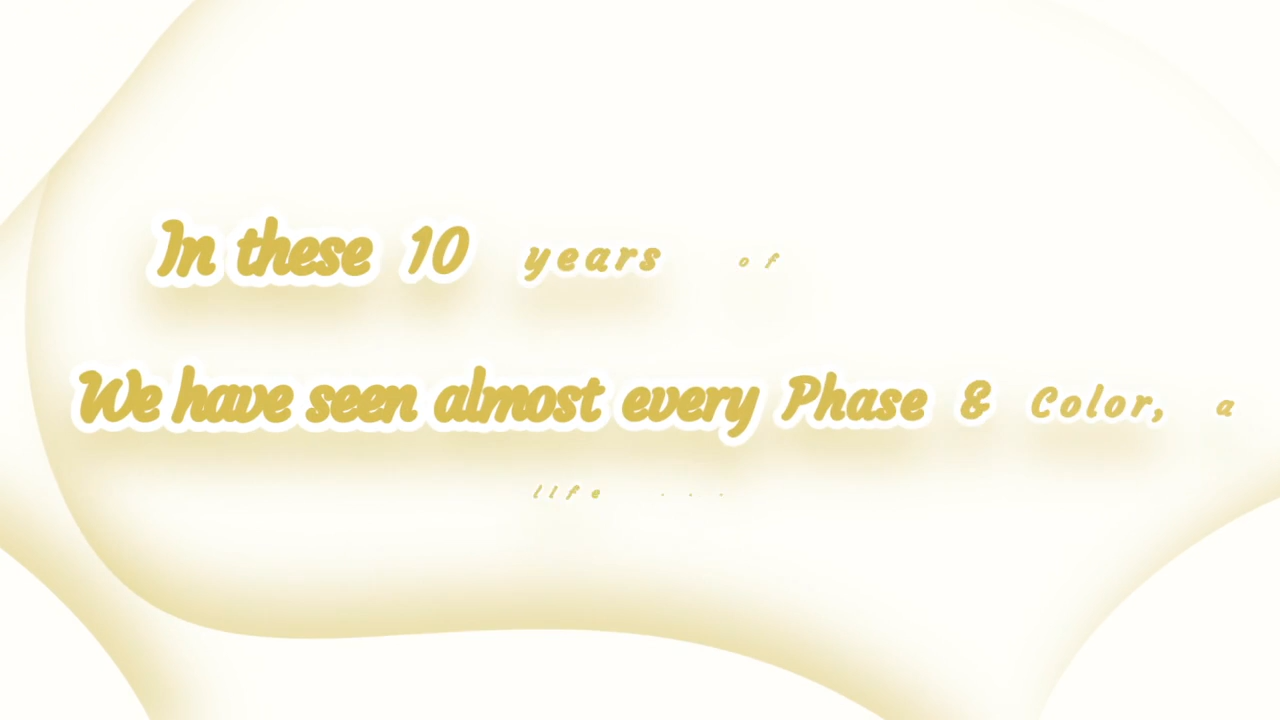 In these 10 years of
We have seen almost every Phase & Color, a
life ...